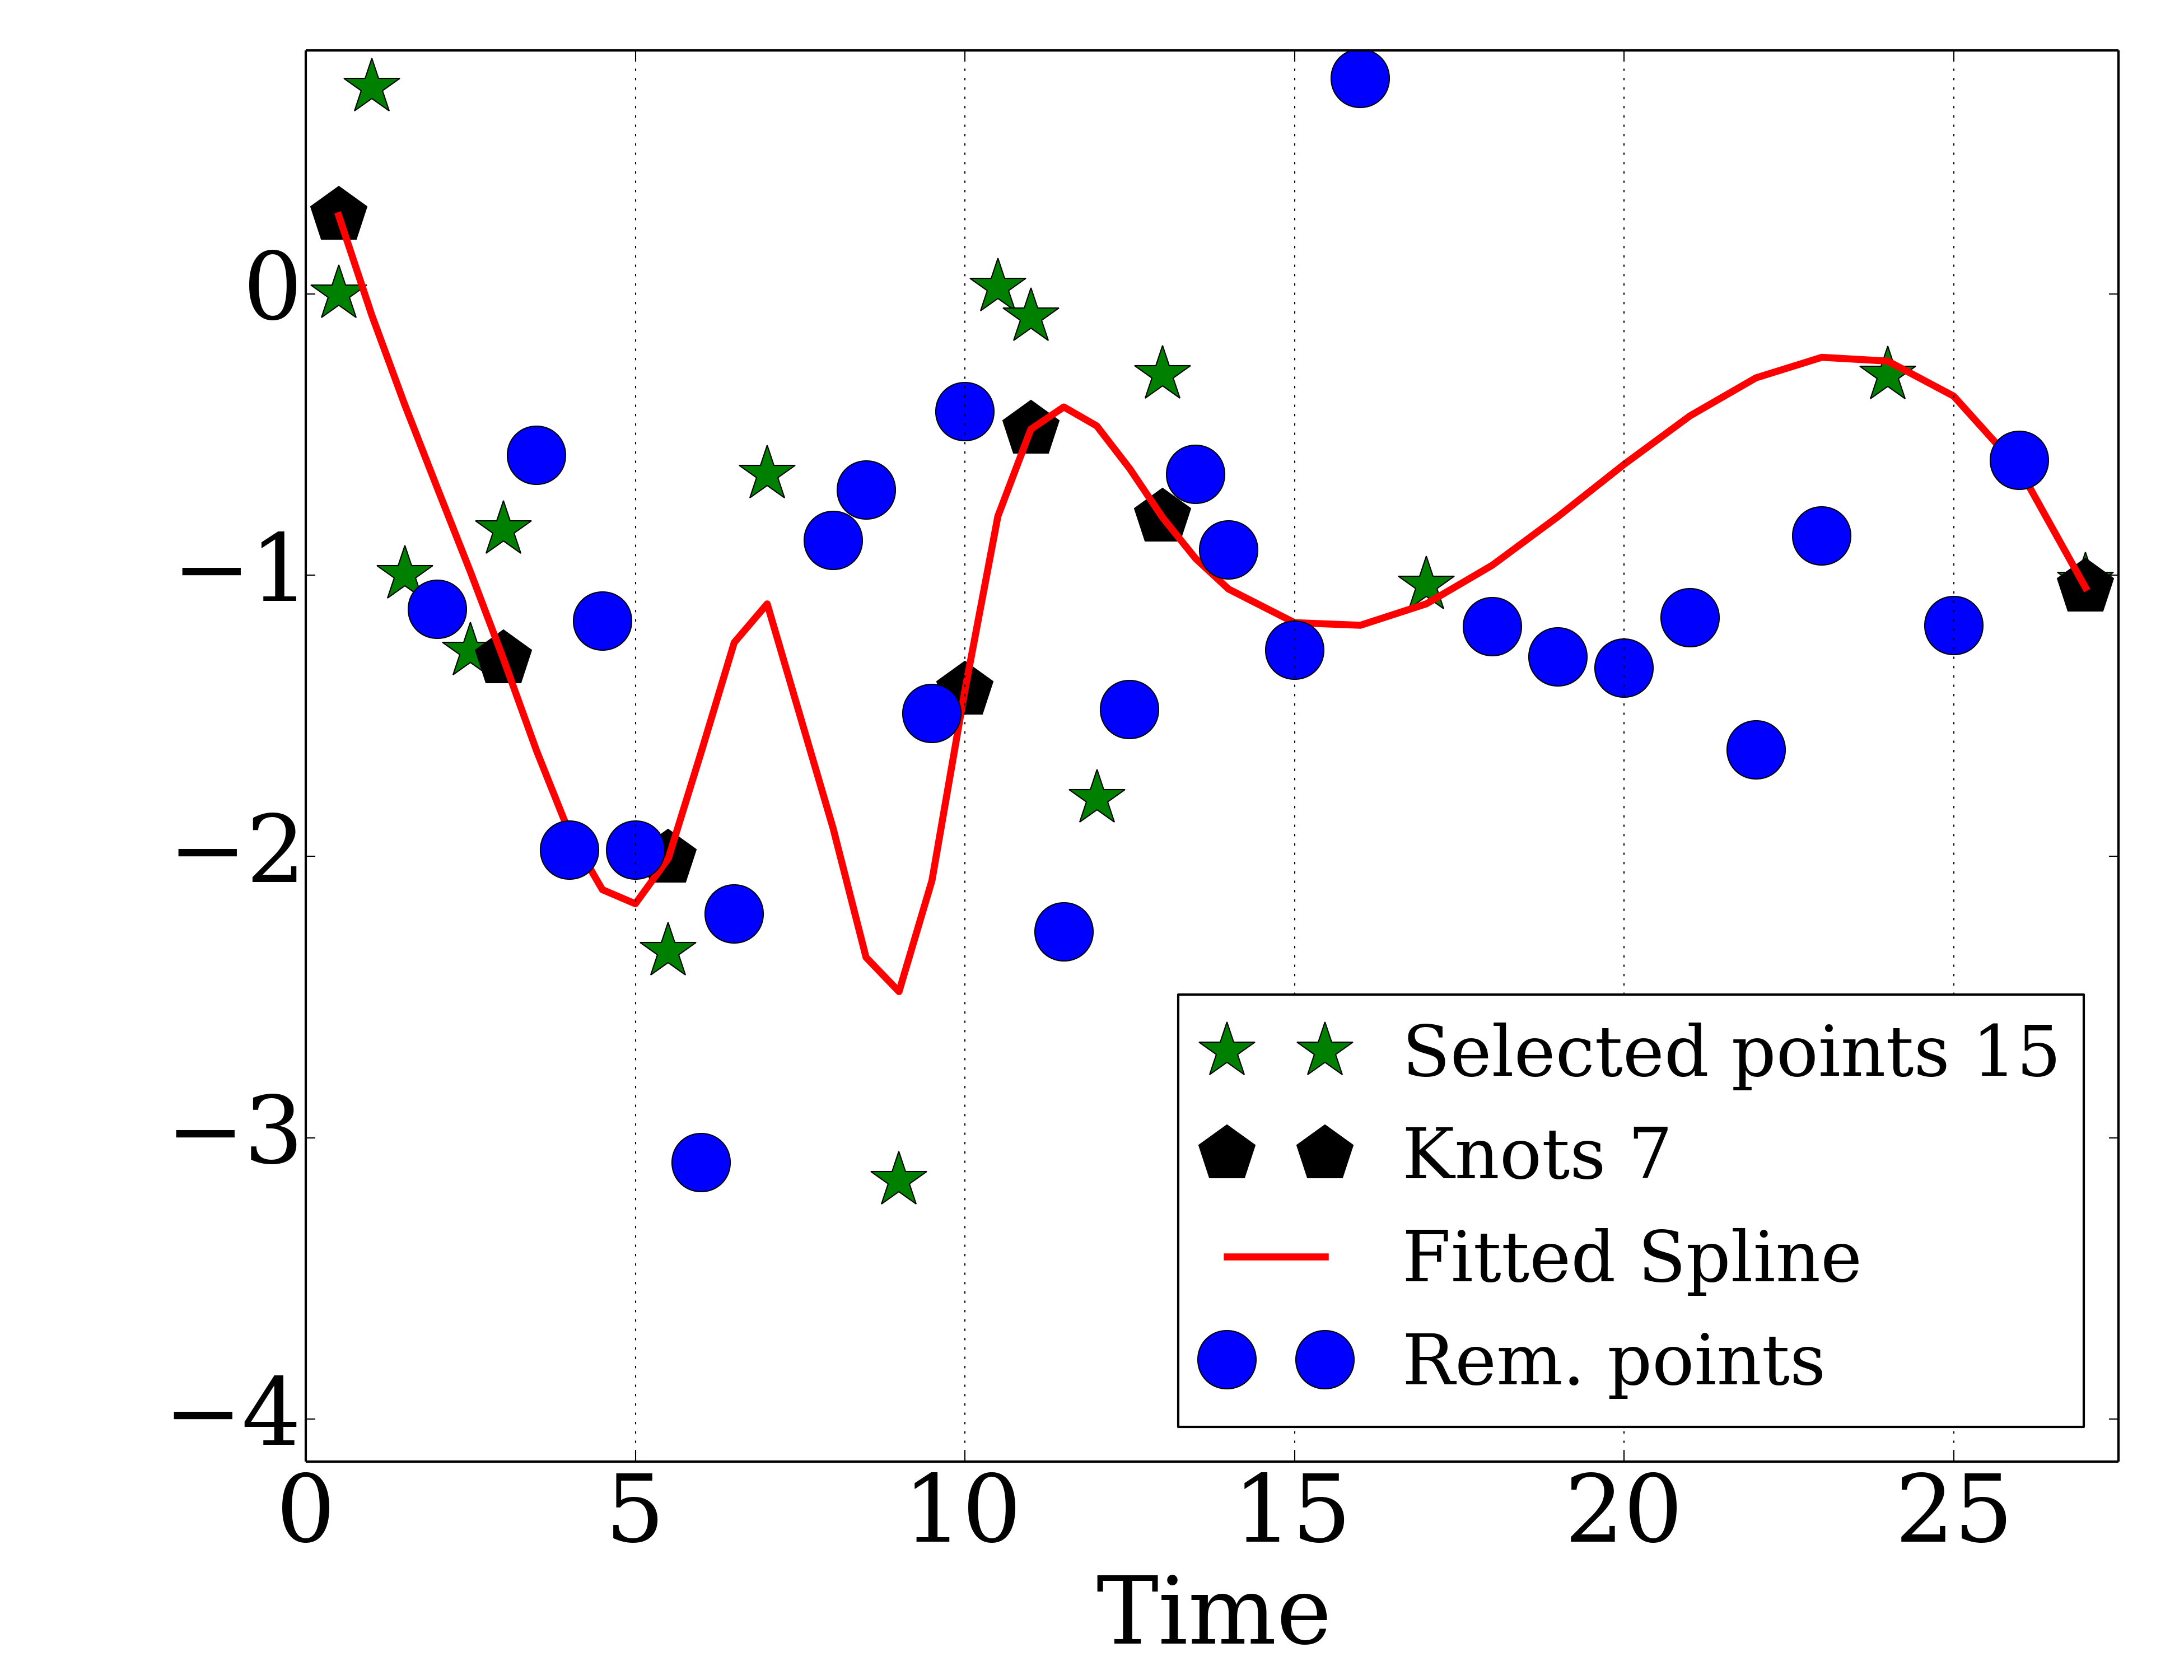 0
−1
−2
−3
−4
0 5 10 15 20 25
Time
Selected points 15
Knots 7
Fitted Spline
Rem. points